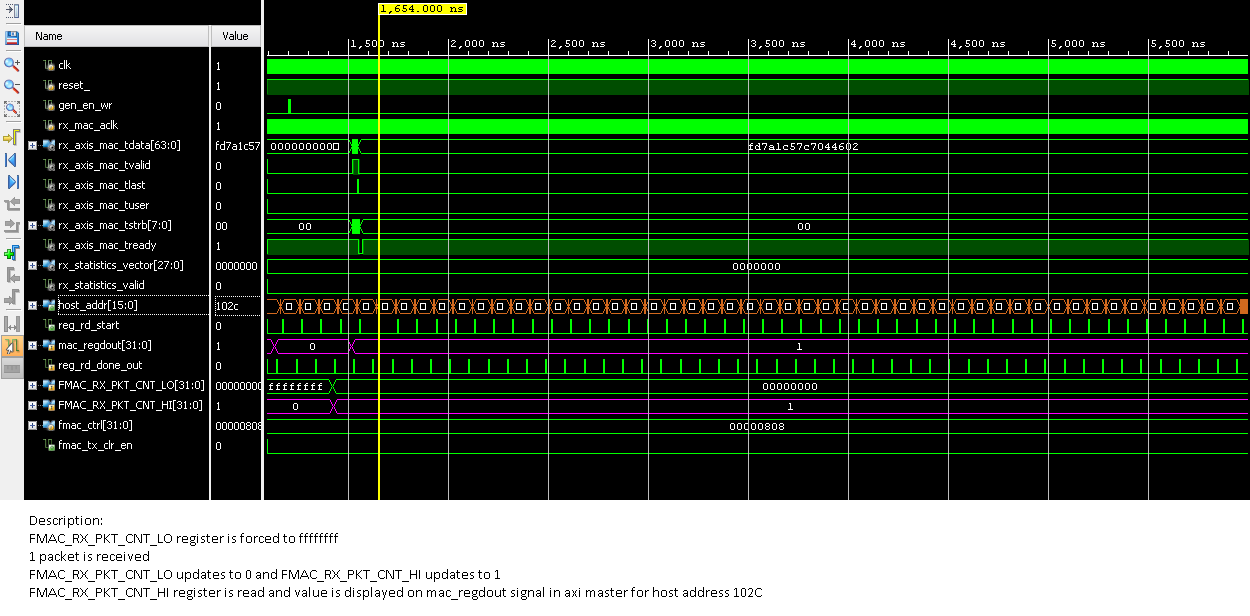 1,654.000 ns
Name Value
1,500 ns 2,000 ns 2,500 ns 3,000 ns 3,500 ns 4,000 ns 4,500 ns 5,000 ns 5,500 ns
clk 1
reset_ 1
gen_en_wr 0
rx_mac_aclk 1
rx_axis_mac_tdata[63:0] fd7a1c57 000000000 fd7a1c57c7044602
rx_axis_mac_tvalid 0
rx_axis_mac_tlast 0
rx_axis_mac_tuser 0
rx_axis_mac_tstrb[7:0] 00 00 00
rx_axis_mac_tready 1
rx_statistics_vector[27:0] 0000000 0000000
rx_statistics_valid 0
host_addr[15:0] 102c
reg_rd_start 0
mac_regdout[31:0] 1 0 1
reg_rd_done_out 0
FMAC_RX_PKT_CNT_LO[31:0] 00000000 ffffffff 00000000
FMAC_RX_PKT_CNT_HI[31:0] 1 0 1
fmac_ctrl[31:0] 00000808 00000808
fmac_tx_clr_en 0
Description:
FMAC_RX_PKT_CNT_LO register is forced to ffffffff
1 packet is received
FMAC_RX_PKT_CNT_LO updates to 0 and FMAC_RX_PKT_CNT_HI updates to 1
FMAC_RX_PKT_CNT_HI register is read and value is displayed on mac_regdout signal in axi master for host address 102C